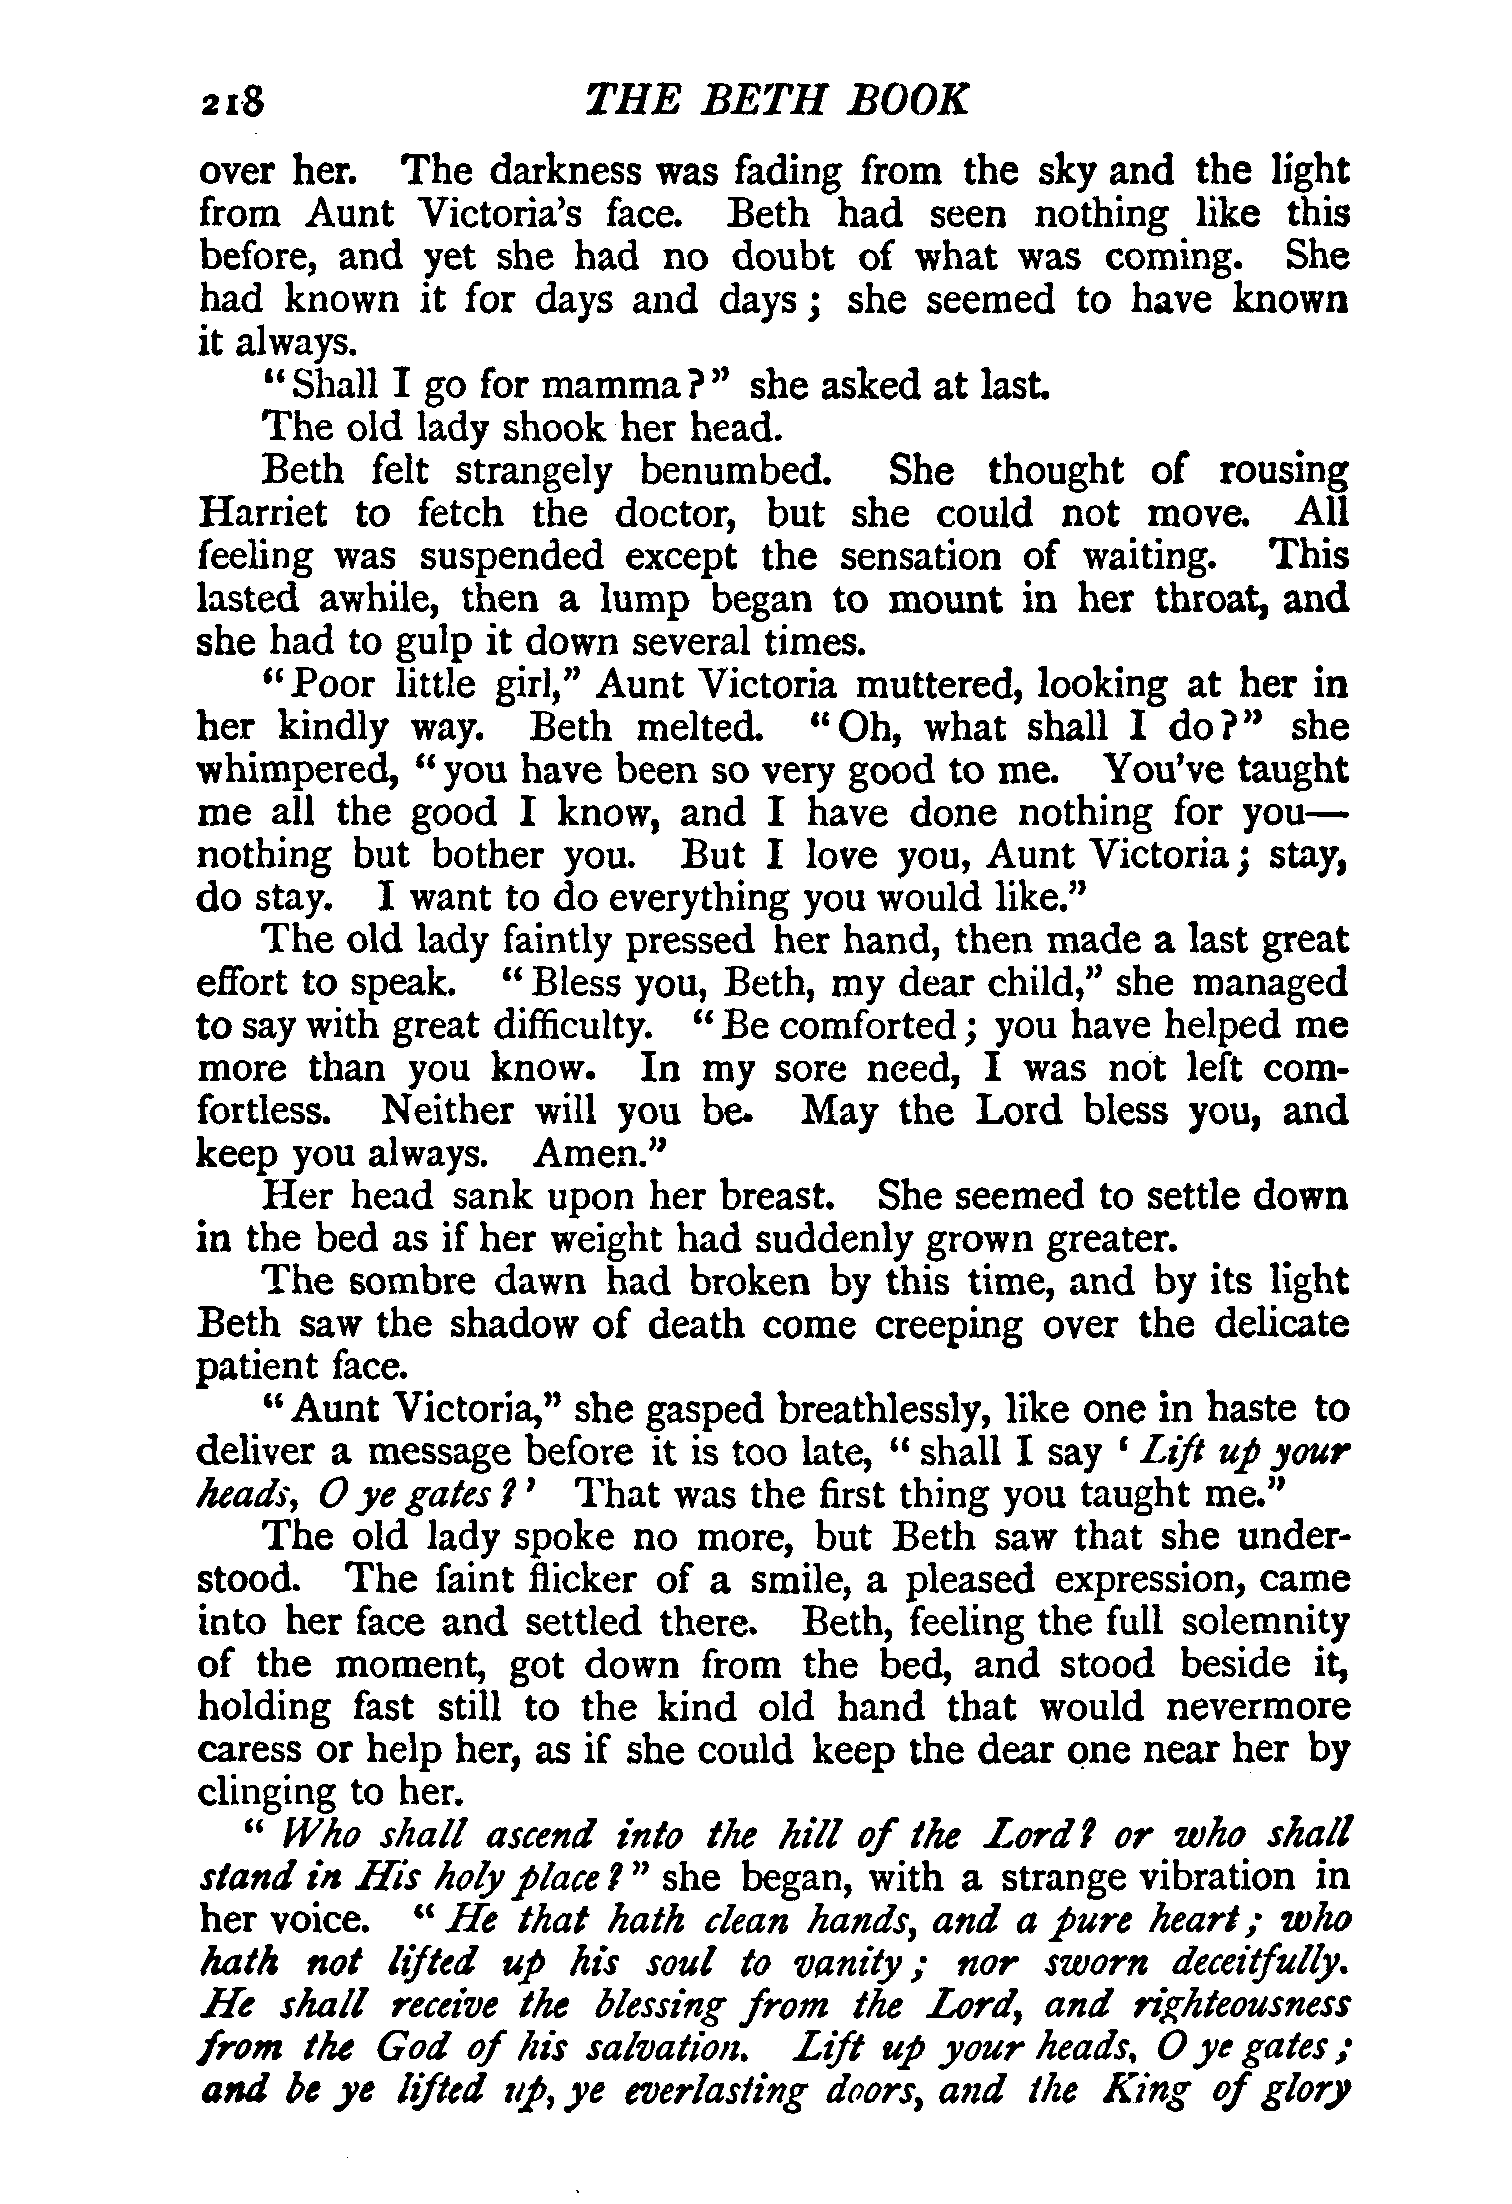 218 THE BETH BOOK
over her. The darkness was fading from the sky and the light
from Aunt Victoria's face. Beth had seen nothing like this
before, and yet she had no doubt of what was coming. She
had known it for days and days; she seemed to have known
it always.
"Shall I go for mamma?" she asked at last.
The old lady shook her head.
Beth felt strangely benumbed. She thought of rousing
Harriet to fetch the doctor, but she could not move. All
feeling was suspended except the sensation of waiting. This
lasted awhile, then a lump began to mount in her throat, and
she had to gulp it down several times.
"Poor little girl," Aunt Victoria muttered, looking at her in
her kindly way. Beth melted. "Oh, what shall I do?" she
whimpered, "you have been so very good to me. You've taught
me all the good I know, and I have done nothing for you—
nothing but bother you. But I love you, Aunt Victoria; stay,
do stay. I want to do everything you would like."
The old lady faintly pressed her hand, then made a last great
effort to speak. "Bless you, Beth, my dear child," she managed
to say with great difficulty. "Be comforted; you have helped me
more than you know. In my sore need, I was not left com-
fortless. Neither will you be. May the Lord bless you, and
keep you always. Amen."
Her head sank upon her breast. She seemed to settle down
in the bed as if her weight had suddenly grown greater.
The sombre dawn had broken by this time, and by its light
Beth saw the shadow of death come creeping over the delicate
patient face.
"Aunt Victoria," she gasped breathlessly, like one in haste to
deliver a message before it is too late, "shall I say 'Lift up your
heads, O ye gates?' That was the first thing you taught me."
The old lady spoke no more, but Beth saw that she under-
stood. The faint flicker of a smile, a pleased expression, came
into her face and settled there. Beth, feeling the full solemnity
of the moment, got down from the bed, and stood beside it,
holding fast still to the kind old hand that would nevermore
caress or help her, as if she could keep the dear one near her by
clinging to her.
"Who shall ascend into the hill of the Lord? or who shall
stand in His holy place?" she began, with a strange vibration in
her voice. "He that hath clean hands, and a pure heart; who
hath not lifted up his soul to vanity; nor sworn deceitfully.
He shall receive the blessing from the Lord, and righteousness
from the God of his salvation. Lift up your heads, O ye gates;
and be ye lifted up, ye everlasting doors, and the King of glory